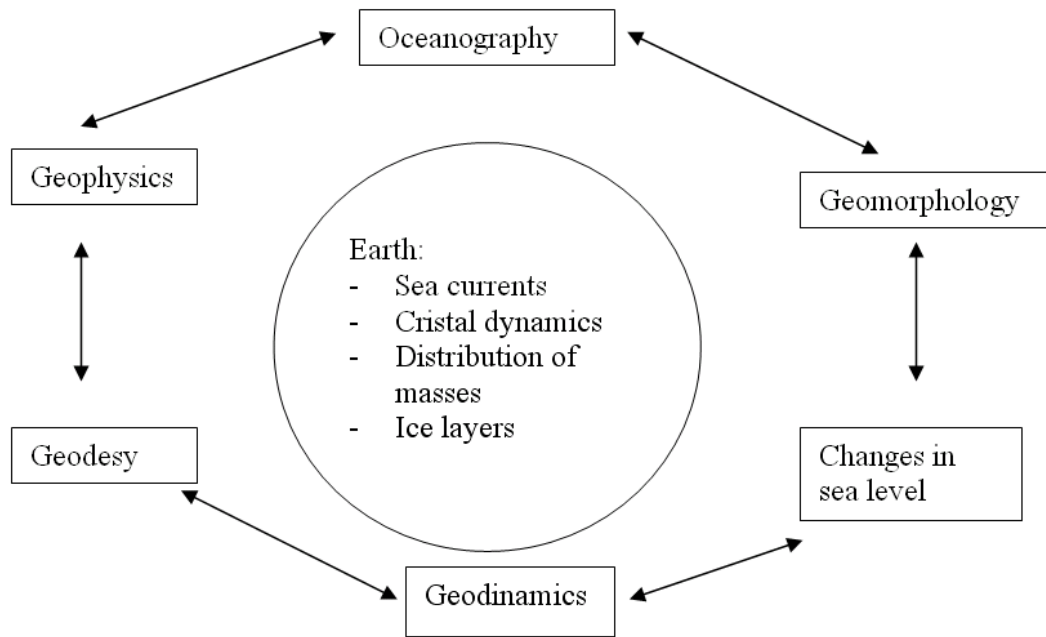 Oceanography
Geophysics
Geomorphology
Earth:
- Sea currents
- Cristal dynamics
- Distribution of
masses
- Ice layers
Geodesy
Changes in
sea level
Geodinamics